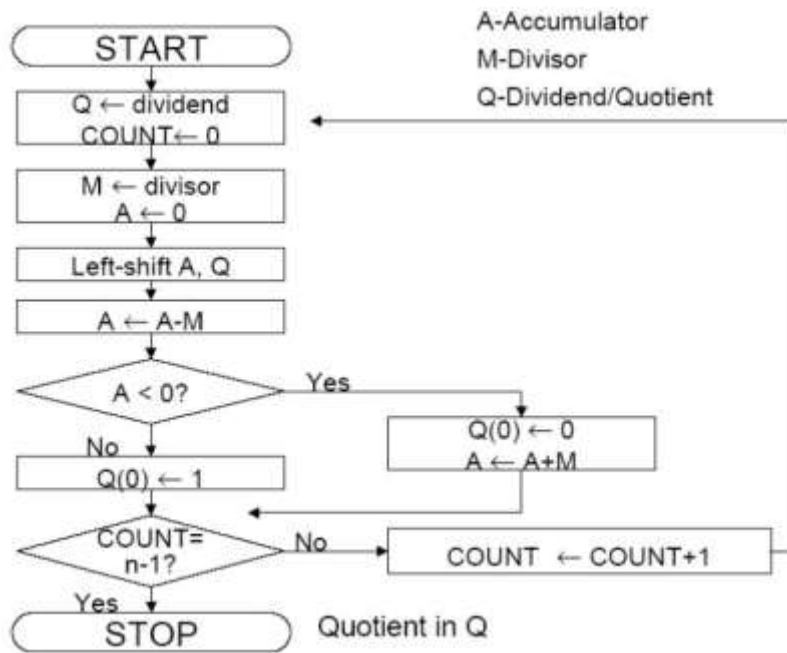 START
A-Accumulator
M-Divisor
Q-Dividend/Quotient
Q ← dividend
COUNT← 0
M ← divisor
A ← 0
Left-shift A, Q
A ← A-M
A < 0?
Yes
No
Q(0) ← 0
A ← A+M
Q(0) ← 1
COUNT=
n-1?
No
COUNT ← COUNT+1
Yes
STOP
Quotient in Q